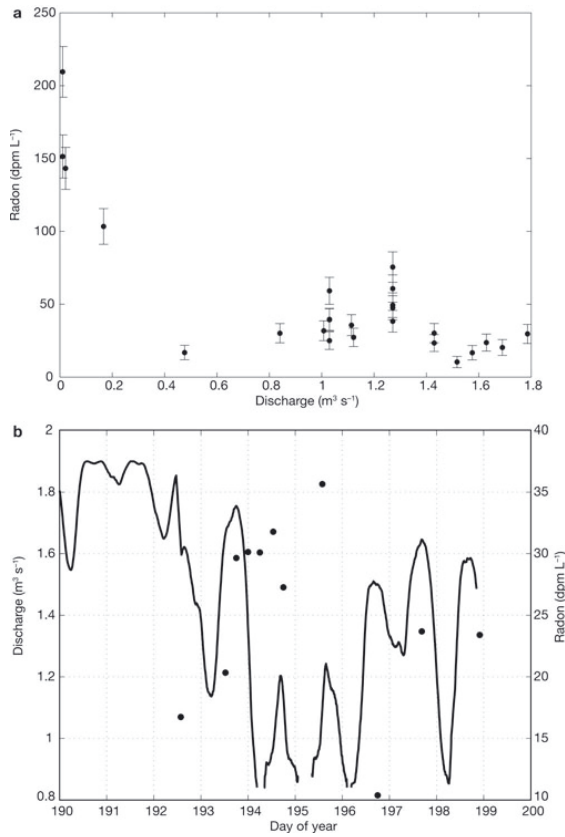 a
250
200
150
100
50
0
Radon (dpm L⁻¹)
0 0.2 0.4 0.6 0.8 1.0 1.2 1.4 1.6 1.8
Discharge (m³ s⁻¹)
b
2
1.8
1.6
1.4
1.2
1
0.8
Discharge (m³ s⁻¹)
40
35
30
25
20
15
10
Radon (dpm L⁻¹)
190 191 192 193 194 195 196 197 198 199 200
Day of year